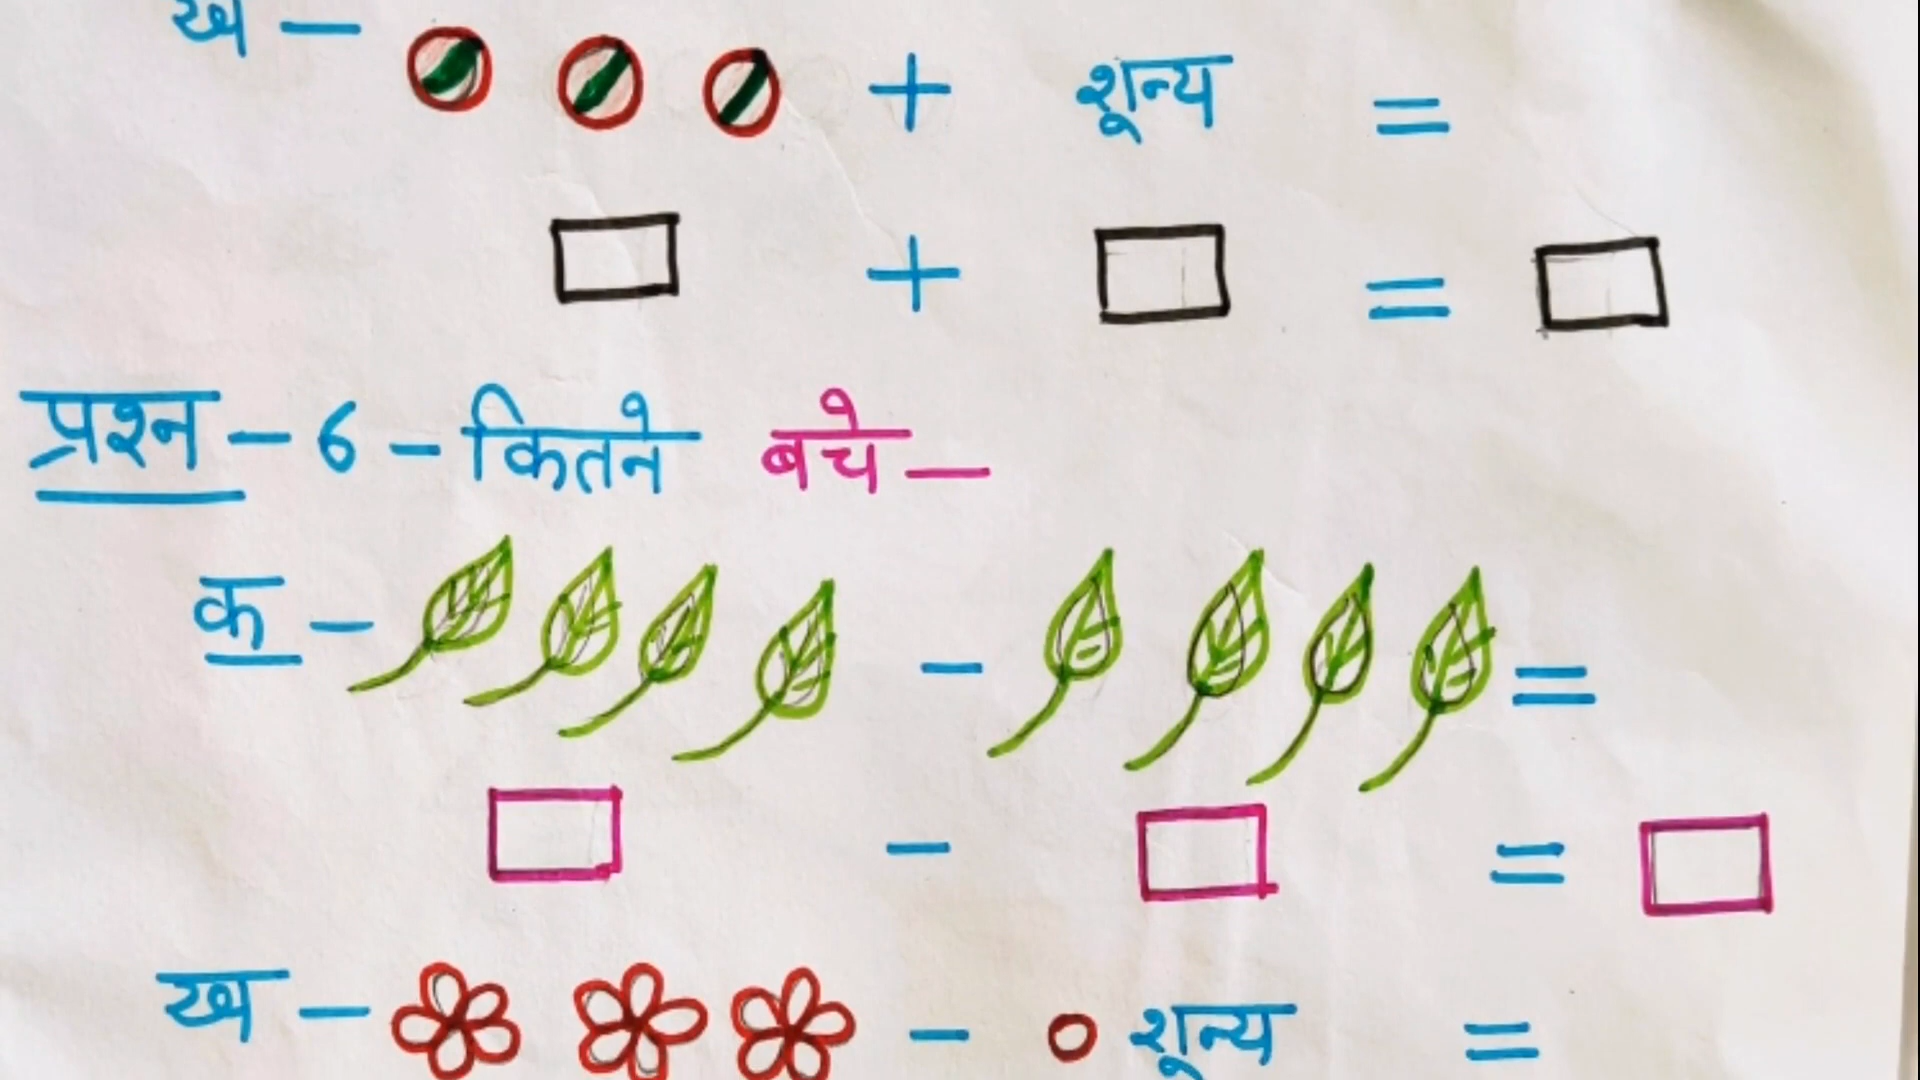 ख - + शून्य =
+ =
प्रश्न - 6 - कितने बचे -
क - - =
- =
ख - - ० शून्य =